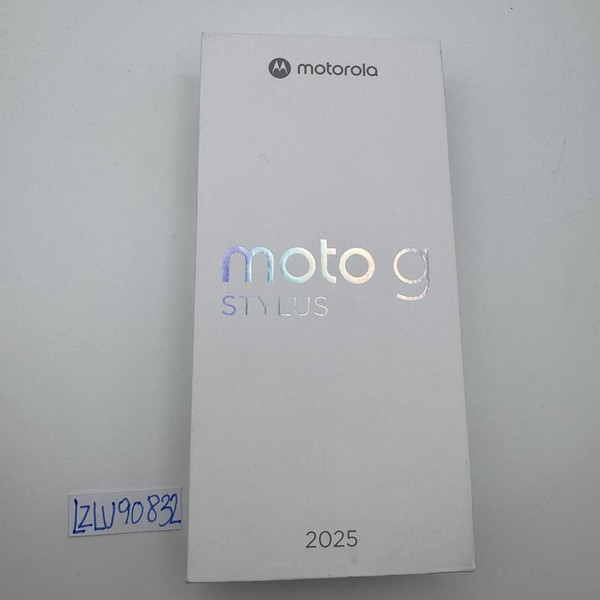 motorola
moto g
STYLUS
LZLU90832
2025